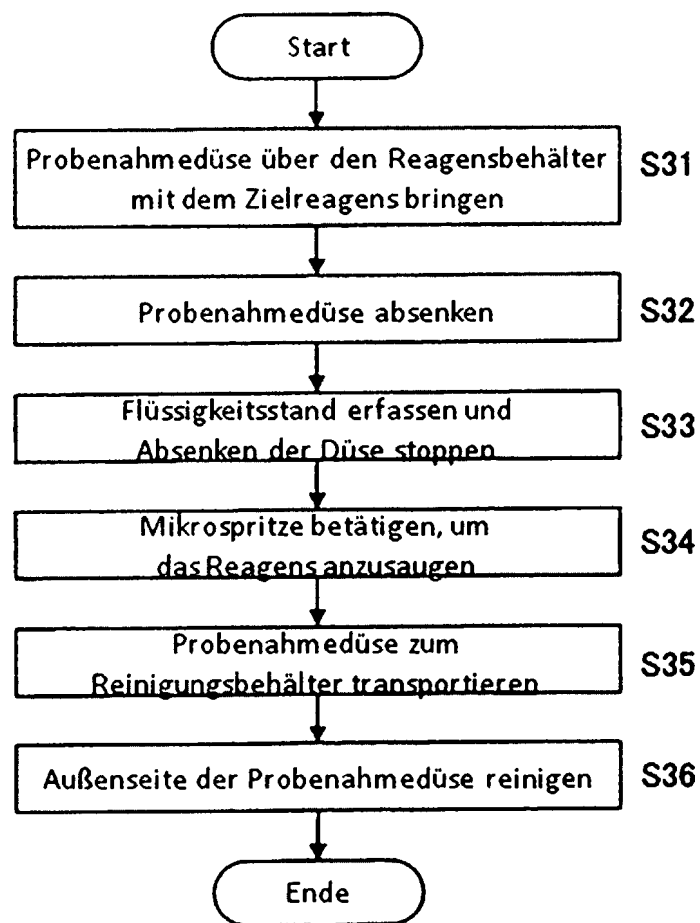 Start
Probenahmedüse über den Reagensbehälter
mit dem Zielreagens bringen
S31
Probenahmedüse absenken
S32
Flüssigkeitsstand erfassen und
Absenken der Düse stoppen
S33
Mikrospritze betätigen, um
das Reagens anzusaugen
S34
Probenahmedüse zum
Reinigungsbehälter transportieren
S35
Außenseite der Probenahmedüse reinigen
S36
Ende